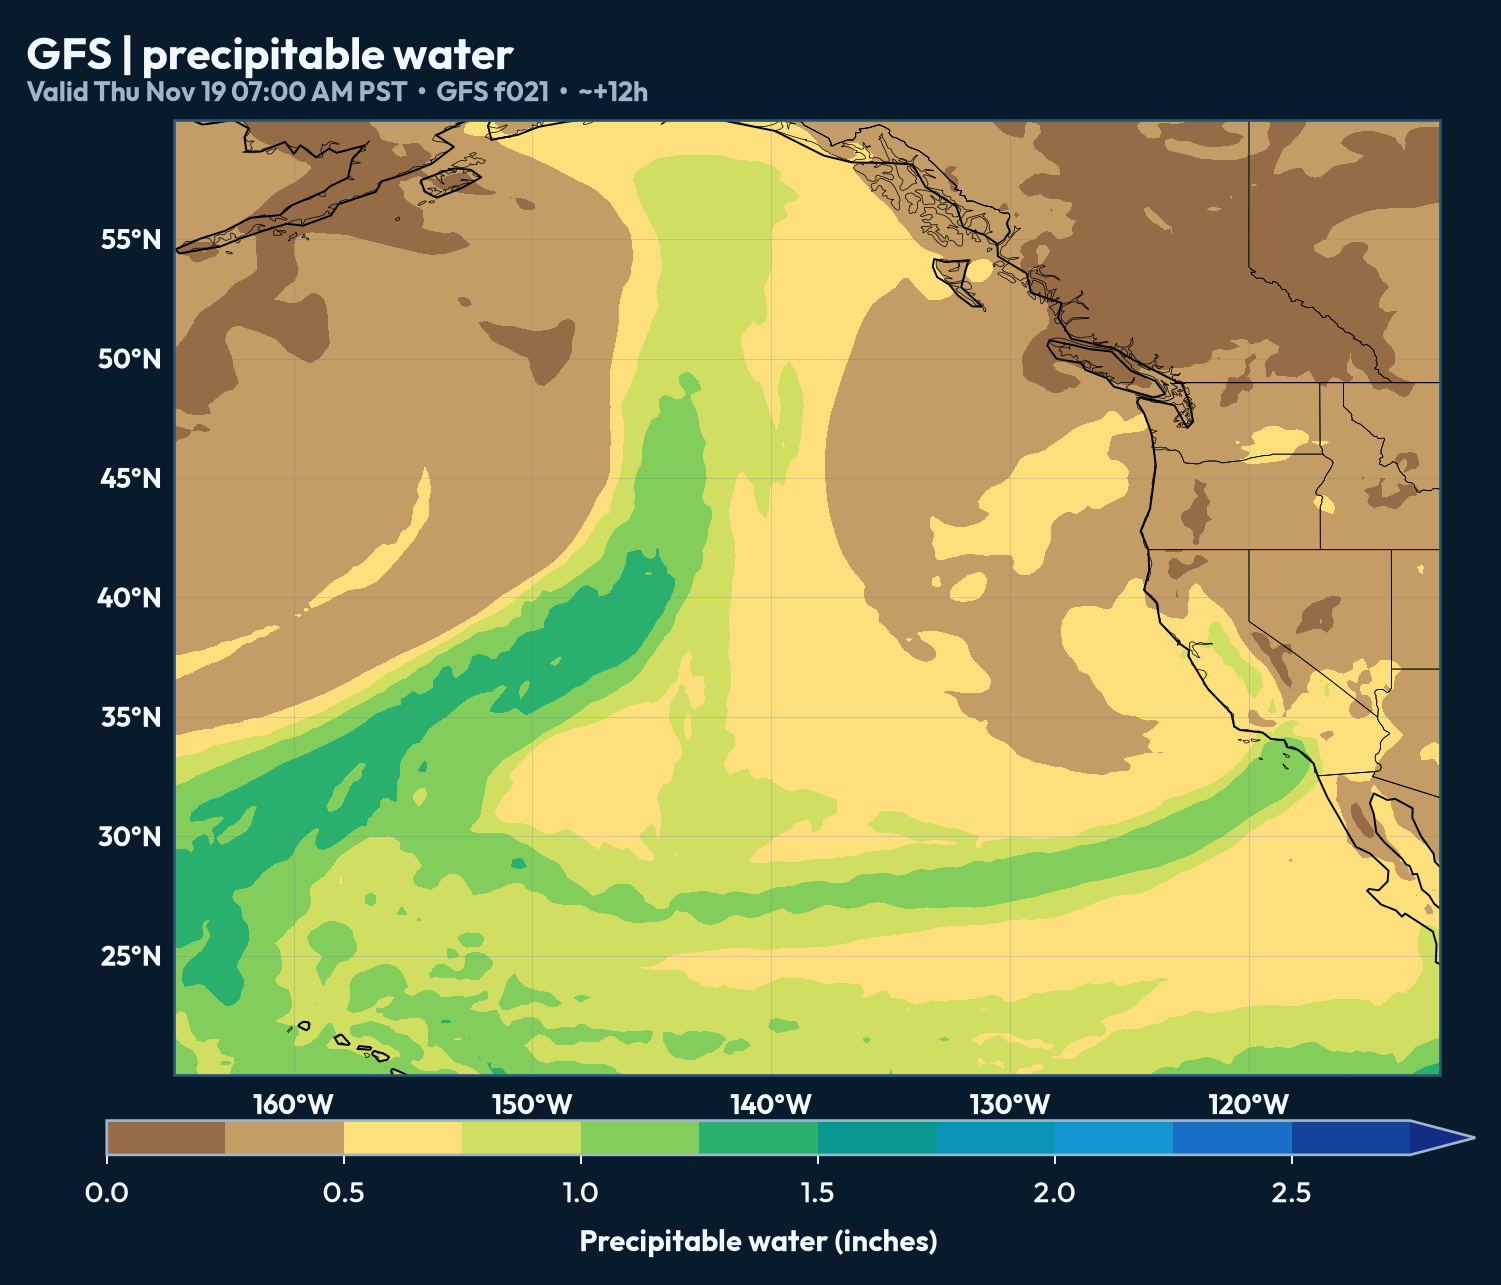 GFS | precipitable water
Valid Thu Nov 19 07:00 AM PST • GFS f021 • ~+12h
55°N
50°N
45°N
40°N
35°N
30°N
25°N
160°W 150°W 140°W 130°W 120°W
0.0 0.5 1.0 1.5 2.0 2.5
Precipitable water (inches)